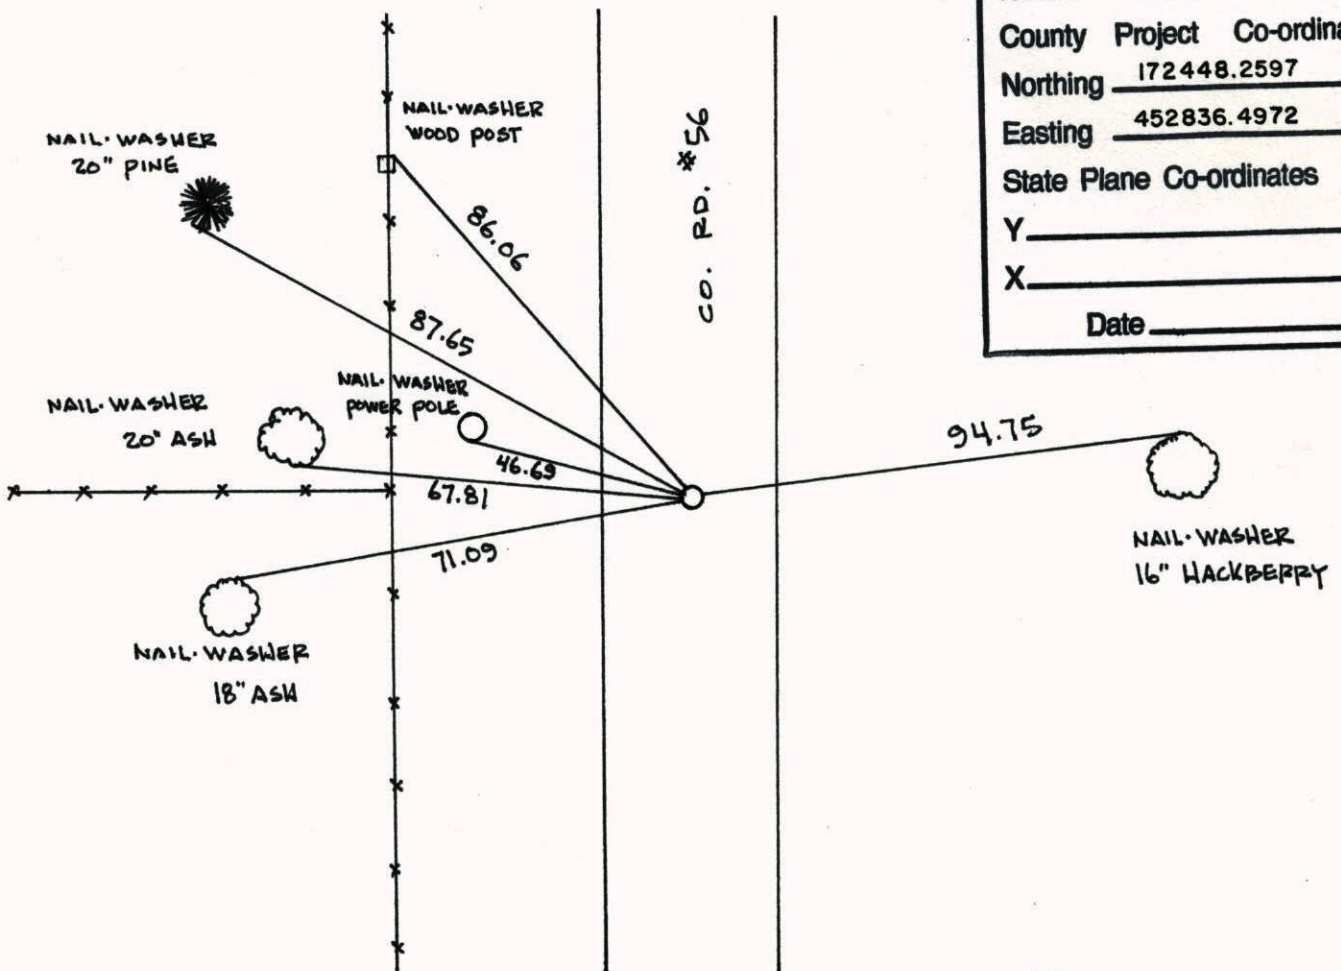 County Project
Northing 172448.2597
Easting 452836.4972
State Plane Co-ordinates
Y
X
Date
NAIL·WASHER
WOOD POST
NAIL·WASHER
20" PINE
CO. RD. #56
86.06
87.65
NAIL·WASHER
POWER POLE
NAIL·WASHER
20" ASH
46.69
67.81
94.75
71.09
NAIL·WASHER
16" HACKBERRY
NAIL·WASHER
18" ASH